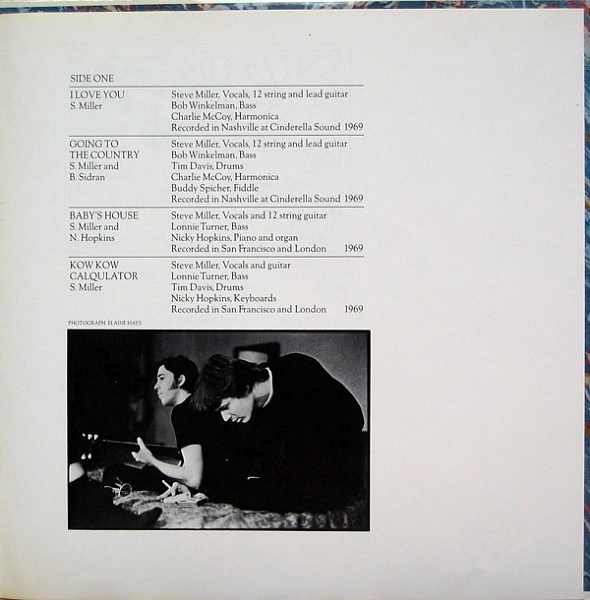 SIDE ONE
I LOVE YOU Steve Miller, Vocals, 12 string and lead guitar
S. Miller Bob Winkelman, Bass
Charlie McCoy, Harmonica
Recorded in Nashville at Cinderella Sound 1969
GOING TO Steve Miller, Vocals, 12 string and lead guitar
THE COUNTRY Bob Winkelman, Bass
S. Miller and Tim Davis, Drums
B. Sidran Charlie McCoy, Harmonica
Buddy Spicher, Fiddle
Recorded in Nashville at Cinderella Sound 1969
BABY'S HOUSE Steve Miller, Vocals and 12 string guitar
S. Miller and Lonnie Turner, Bass
N. Hopkins Nicky Hopkins, Piano and organ
Recorded in San Francisco and London 1969
KOW KOW Steve Miller, Vocals and guitar
CALQULATOR Lonnie Turner, Bass
S. Miller Tim Davis, Drums
Nicky Hopkins, Keyboards
Recorded in San Francisco and London 1969
PHOTOGRAPH: ELAINE MAYS